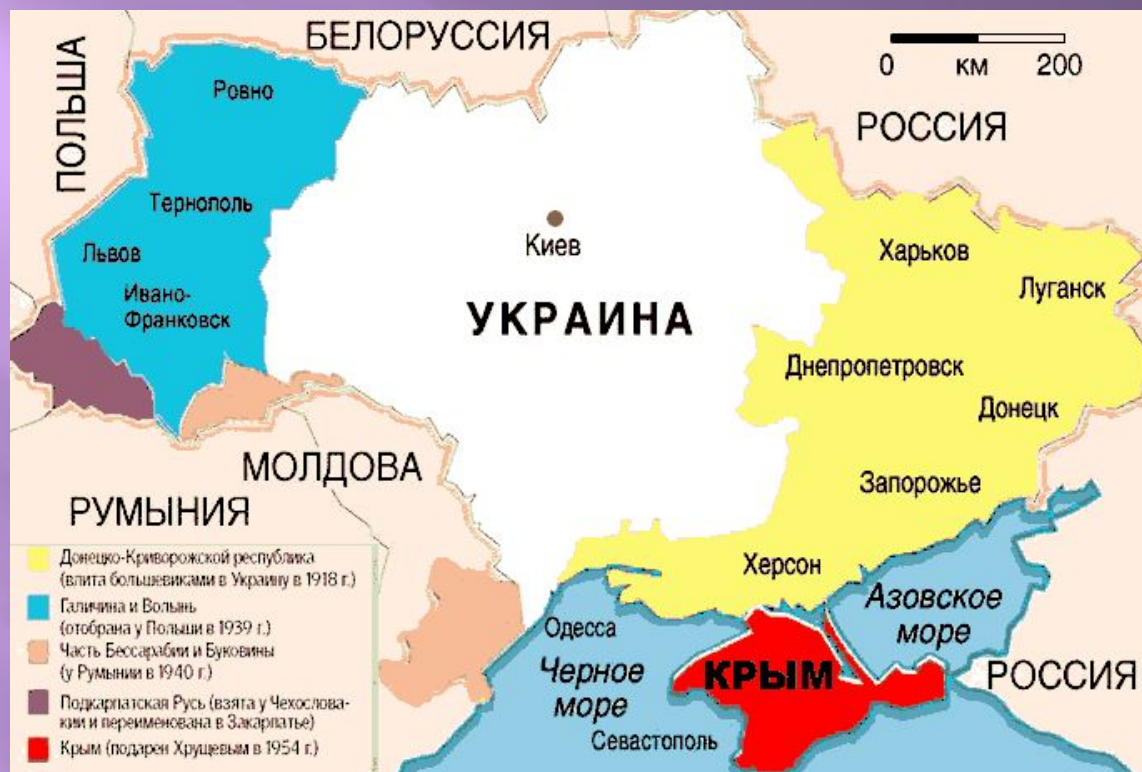 БЕЛОРУССИЯ
ПОЛЬША
0 км 200
РОССИЯ
Ровно
Тернополь
Львов
Ивано-
Франковск
Киев
УКРАИНА
Харьков
Луганск
Днепропетровск
Донецк
Запорожье
МОЛДОВА
РУМЫНИЯ
Херсон
Одесса
Азовское
море
Черное
море
КРЫМ
РОССИЯ
Севастополь
Донецко-Криворожской республика
(влита большевиками в Украину в 1918 г.)
Галичина и Волынь
(отобрана у Польши в 1939 г.)
Часть Бессарабии и Буковины
(у Румынии в 1940 г.)
Подкарпатская Русь (взята у Чехослова-
кии и переименована в Закарпатье)
Крым (подарен Хрущевым в 1954 г.)